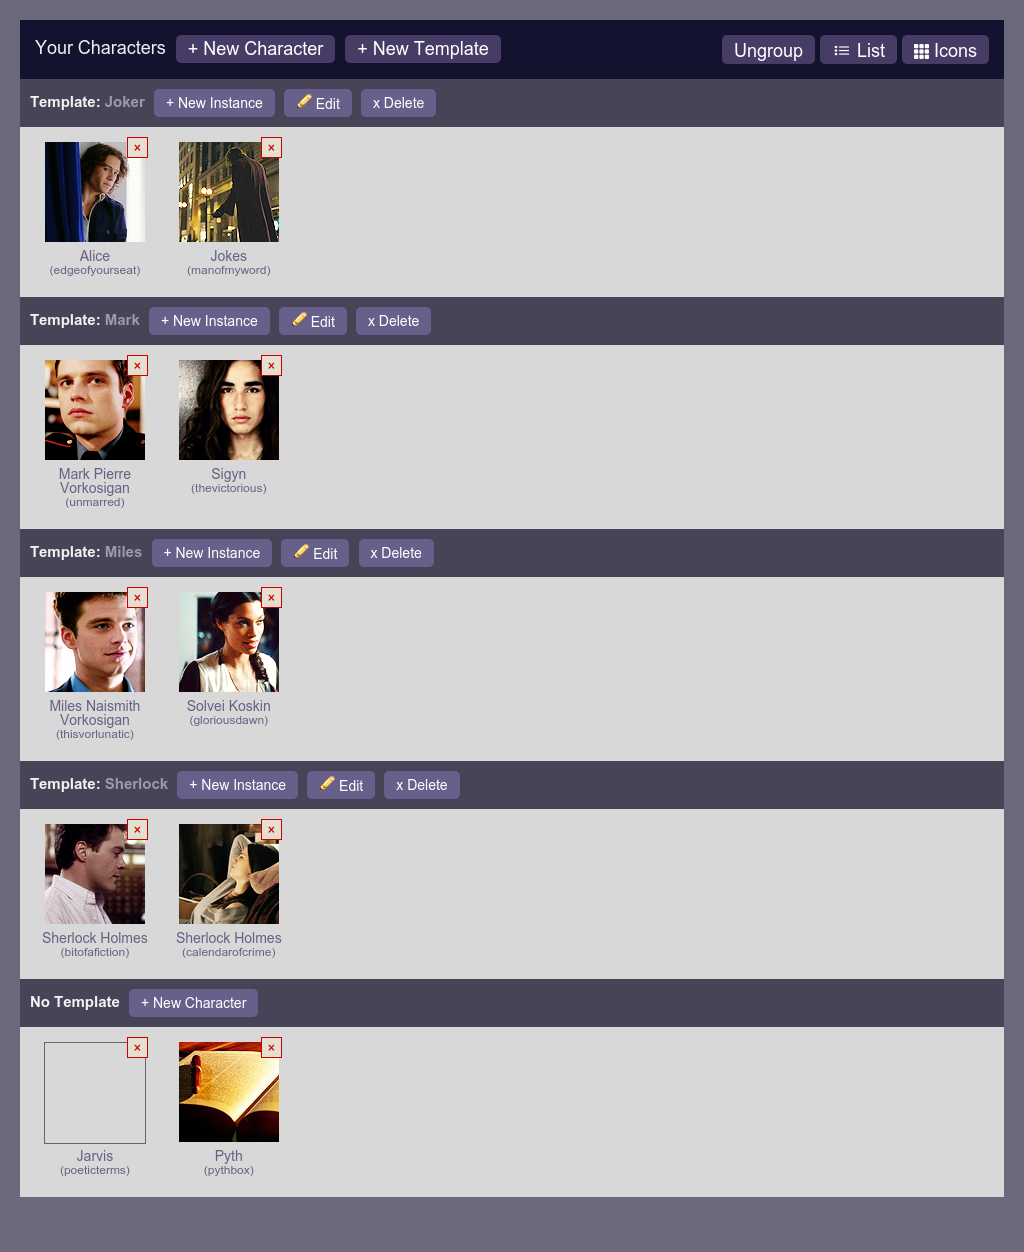 Your Characters + New Character + New Template Ungroup List Icons
Template: Joker + New Instance Edit x Delete
× ×
Alice Jokes
(edgeofyourseat) (manofmyword)
Template: Mark + New Instance Edit x Delete
× ×
Mark Pierre Sigyn
Vorkosigan (thevictorious)
(unmarred)
Template: Miles + New Instance Edit x Delete
× ×
Miles Naismith Solvei Koskin
Vorkosigan (gloriousdawn)
(thisvorlunatic)
Template: Sherlock + New Instance Edit x Delete
× ×
Sherlock Holmes Sherlock Holmes
(bitofafiction) (calendarofcrime)
No Template + New Character
× ×
Jarvis Pyth
(poeticterms) (pythbox)